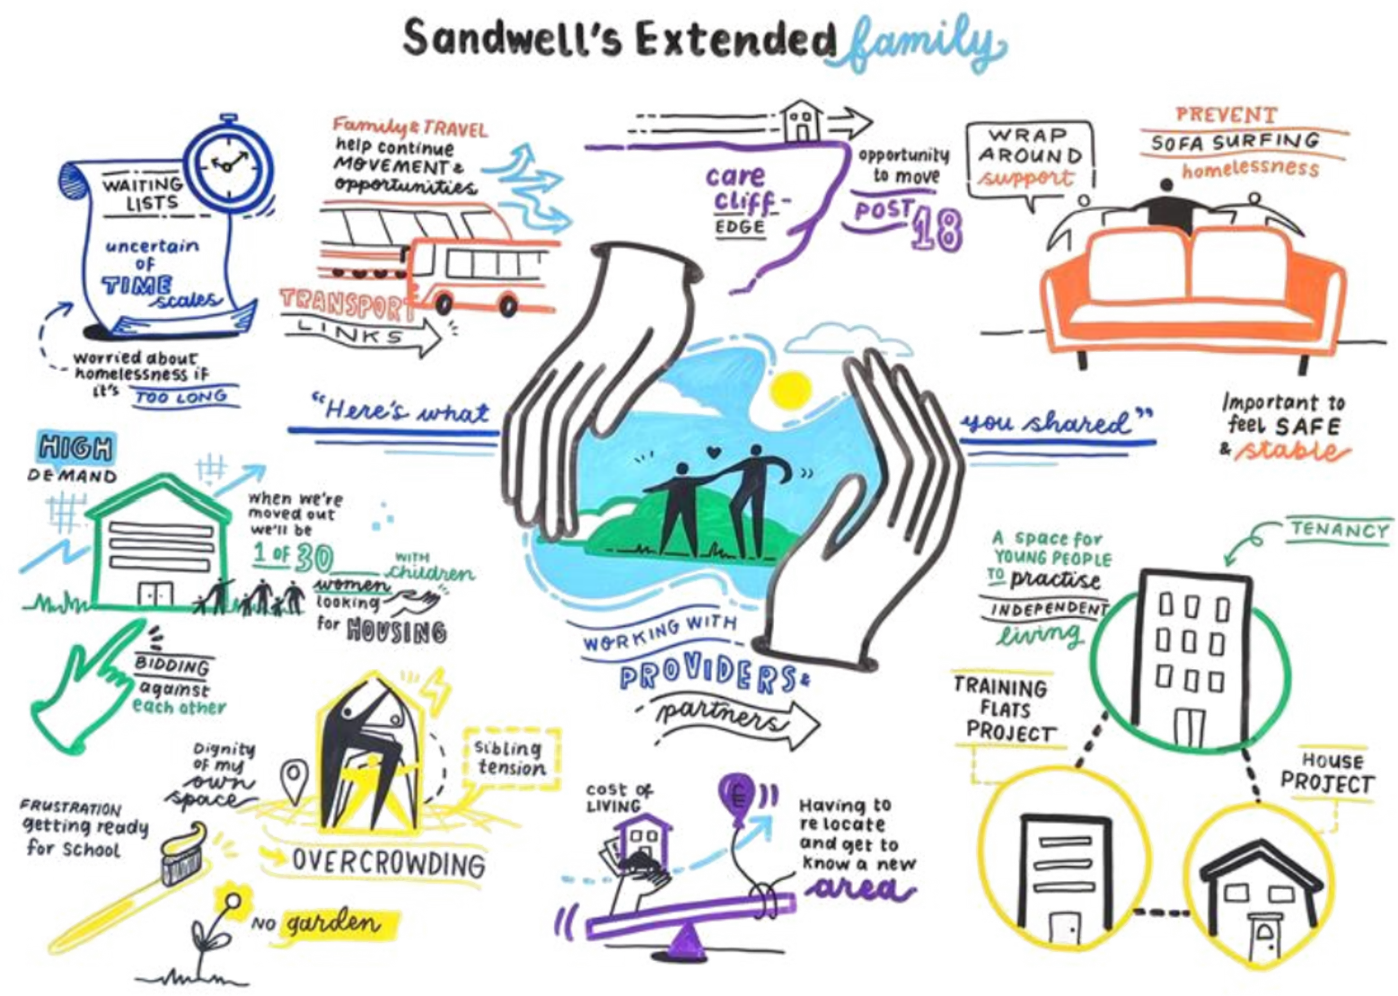 Sandwell's Extended family
WAITING
LISTS
uncertain
OF
TIME
scales
worried about
homelessness if
it's TOO LONG
Family & TRAVEL
help continue
MOVEMENT &
opportunities
TRANSPORT
LINKS
care
cliff-
EDGE
opportunity
to move
POST 18
WRAP
AROUND
support
PREVENT
SOFA SURFING
homelessness
Important to
feel SAFE
& stable
"Here's what
you shared"
HIGH
DEMAND
when we're
moved out
we'll be
1 OF 30
women
WITH
children
looking
for HOUSING
BIDDING
against
each other
WORKING WITH
PROVIDERS &
partners
A space for
YOUNG PEOPLE
TO practise
INDEPENDENT
living
TENANCY
TRAINING
FLATS
PROJECT
HOUSE
PROJECT
Dignity
of my
own
space
Sibling
tension
FRUSTRATION
getting ready
for school
OVERCROWDING
NO garden
COST OF
LIVING
£
Having to
relocate
and get to
know a new
area